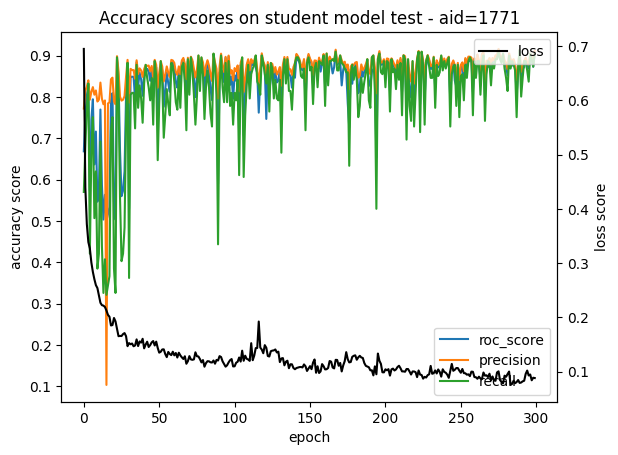 Accuracy scores on student model test - aid=1771
loss
accuracy score
0.9
0.8
0.7
0.6
0.5
0.4
0.3
0.2
0.1
0.7
0.6
0.5
0.4
0.3
0.2
0.1
loss score
roc_score
precision
recall
0
50
100
150
200
250
300
epoch